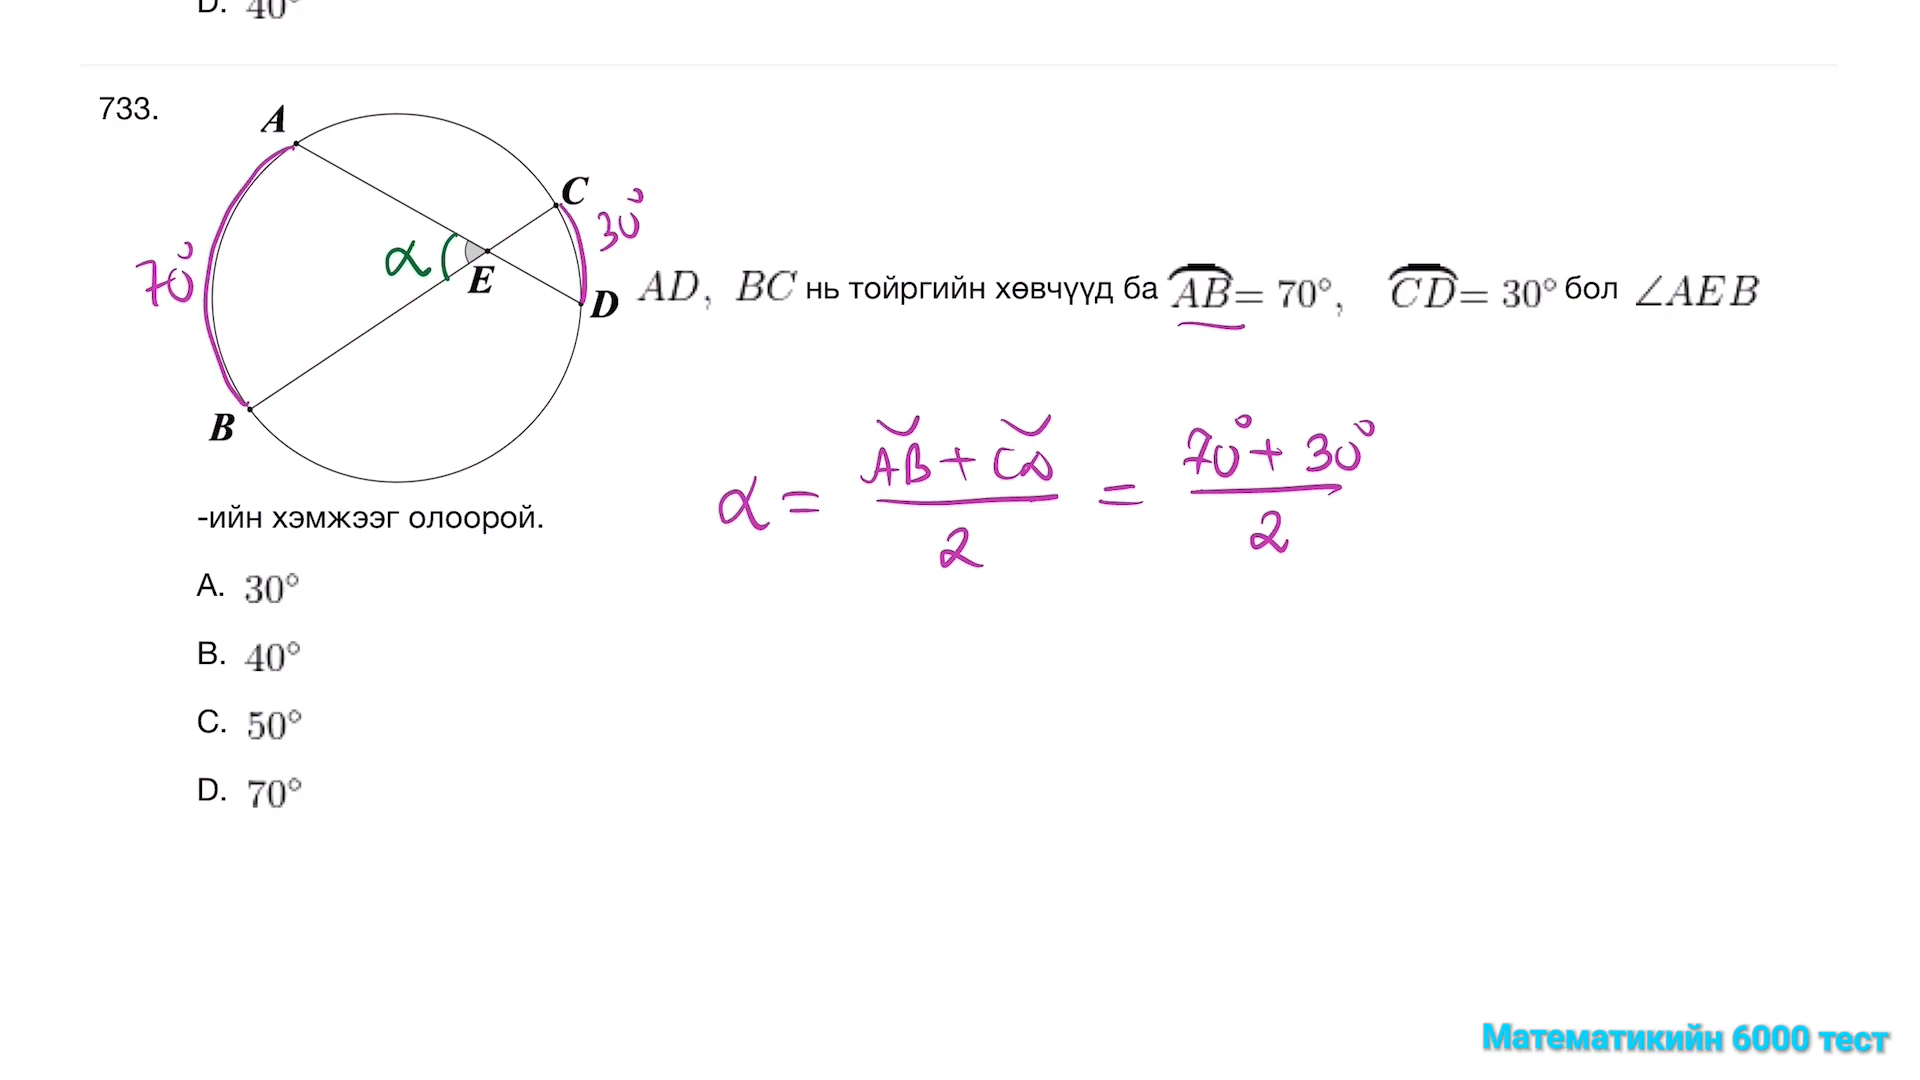 D. 40°
733.
A
C
30°
α
E
70°
D
AD, BC нь тойргийн хөвчүүд ба AB = 70°, CD = 30° бол ∠AEB
B
-ийн хэмжээг олоорой.
α = (AB + CD)/2 = (70° + 30°)/2
A. 30°
B. 40°
C. 50°
D. 70°
Математикийн 6000 тест